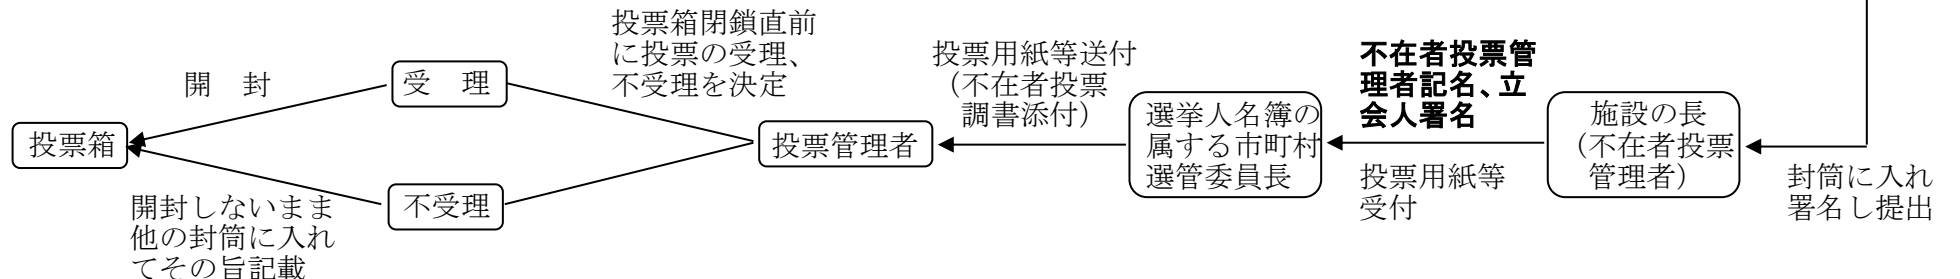 投票箱閉鎖直前
に投票の受理、
不受理を決定
開　封
受　理
投票用紙等送付
（不在者投票
調書添付）
不在者投票管
理者記名、立
会人署名
投票箱
投票管理者
選挙人名簿の
属する市町村
選管委員長
施設の長
（不在者投票
管理者）
投票用紙等
受付
封筒に入れ
署名し提出
不受理
開封しないまま
他の封筒に入れ
てその旨記載